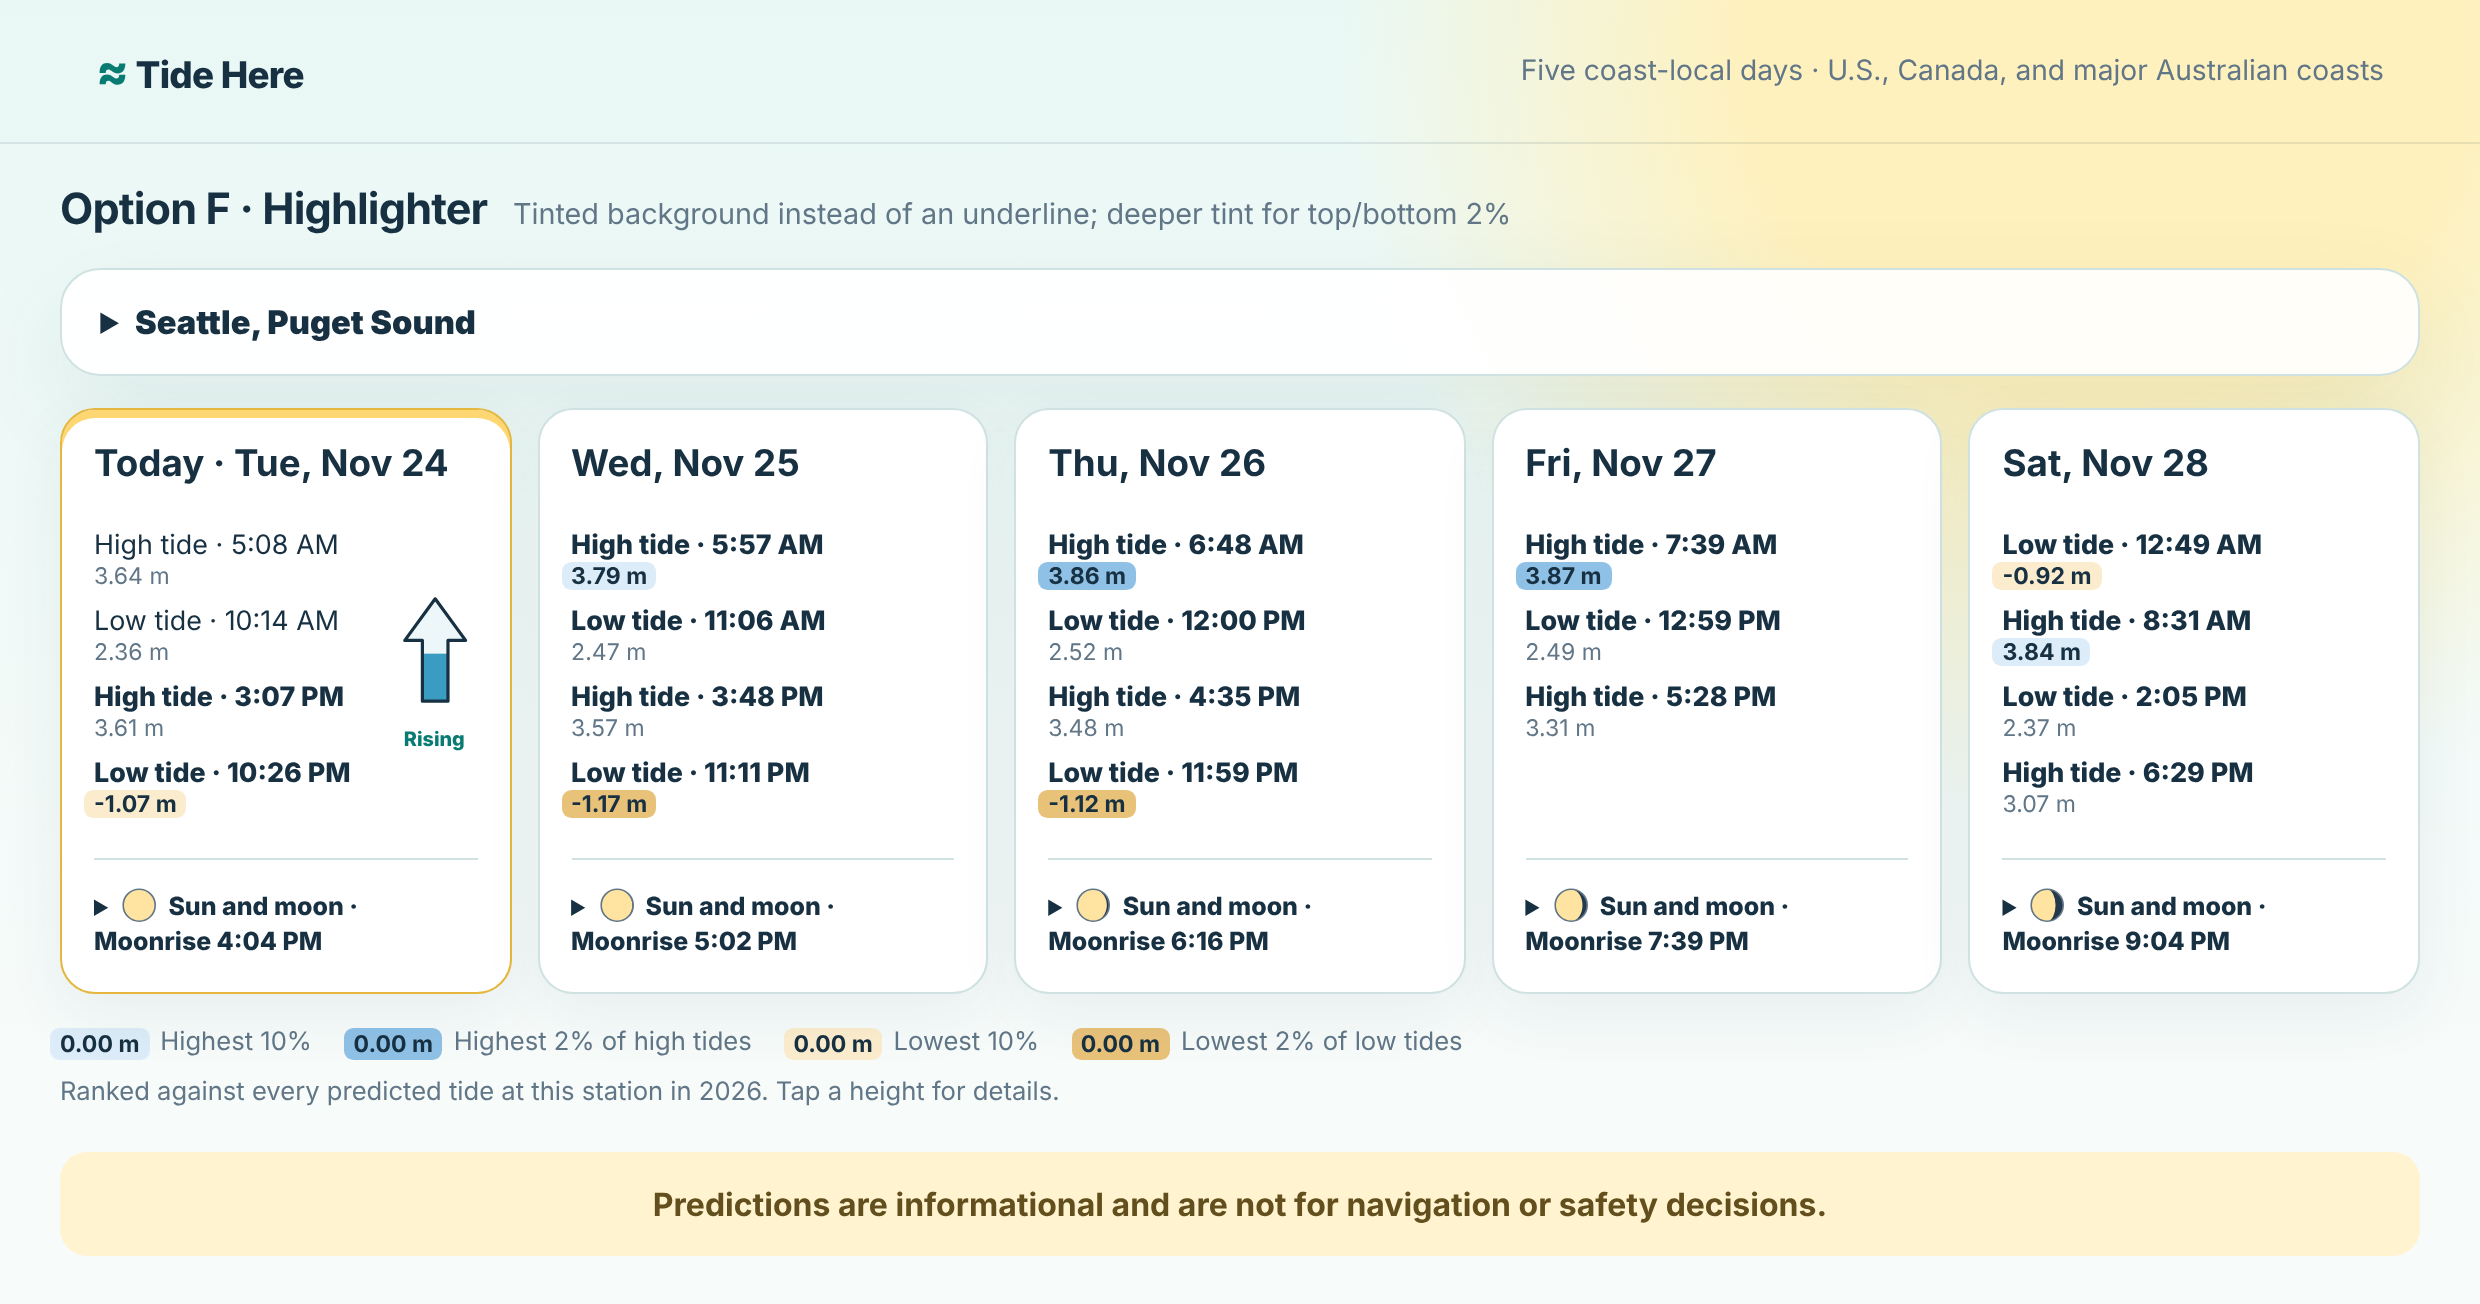 ≈ Tide Here
Five coast-local days · U.S., Canada, and major Australian coasts
Option F · Highlighter Tinted background instead of an underline; deeper tint for top/bottom 2%
▶ Seattle, Puget Sound
Today · Tue, Nov 24
High tide · 5:08 AM
3.64 m
Low tide · 10:14 AM
2.36 m
High tide · 3:07 PM
3.61 m
Low tide · 10:26 PM
-1.07 m
Rising
▶ Sun and moon ·
Moonrise 4:04 PM
Wed, Nov 25
High tide · 5:57 AM
3.79 m
Low tide · 11:06 AM
2.47 m
High tide · 3:48 PM
3.57 m
Low tide · 11:11 PM
-1.17 m
▶ Sun and moon ·
Moonrise 5:02 PM
Thu, Nov 26
High tide · 6:48 AM
3.86 m
Low tide · 12:00 PM
2.52 m
High tide · 4:35 PM
3.48 m
Low tide · 11:59 PM
-1.12 m
▶ Sun and moon ·
Moonrise 6:16 PM
Fri, Nov 27
High tide · 7:39 AM
3.87 m
Low tide · 12:59 PM
2.49 m
High tide · 5:28 PM
3.31 m
▶ Sun and moon ·
Moonrise 7:39 PM
Sat, Nov 28
Low tide · 12:49 AM
-0.92 m
High tide · 8:31 AM
3.84 m
Low tide · 2:05 PM
2.37 m
High tide · 6:29 PM
3.07 m
▶ Sun and moon ·
Moonrise 9:04 PM
0.00 m Highest 10% 0.00 m Highest 2% of high tides 0.00 m Lowest 10% 0.00 m Lowest 2% of low tides
Ranked against every predicted tide at this station in 2026. Tap a height for details.
Predictions are informational and are not for navigation or safety decisions.